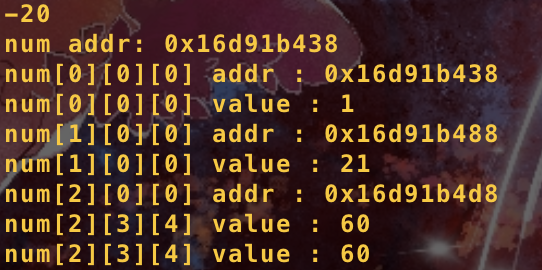 -20
num addr: 0x16d91b438
num[0][0][0] addr : 0x16d91b438
num[0][0][0] value : 1
num[1][0][0] addr : 0x16d91b488
num[1][0][0] value : 21
num[2][0][0] addr : 0x16d91b4d8
num[2][3][4] value : 60
num[2][3][4] value : 60